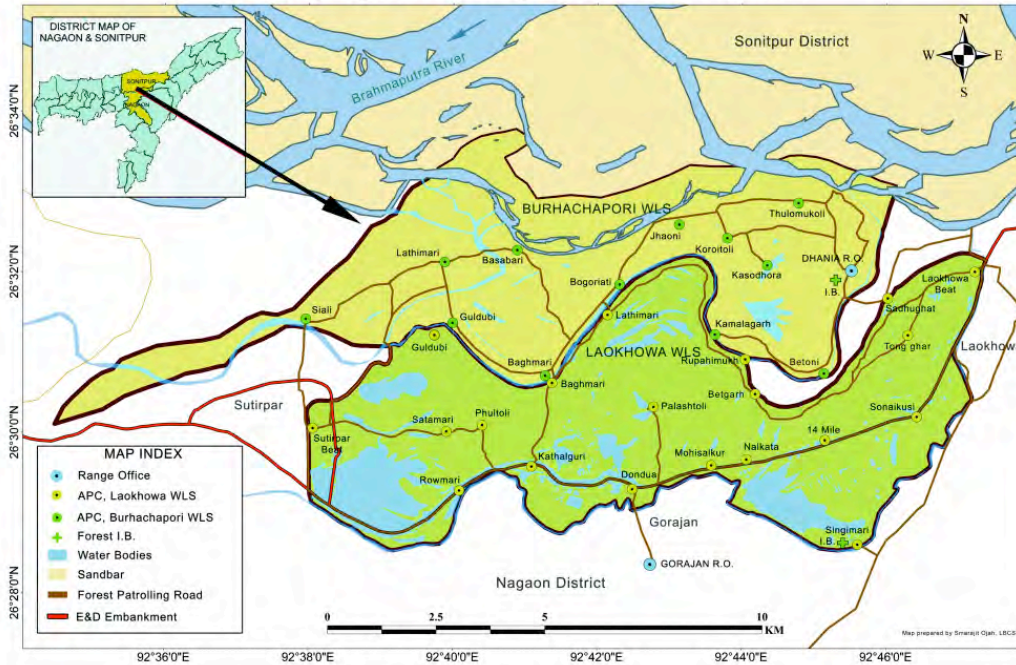 DISTRICT MAP OF
NAGAON & SONITPUR
SONITPUR
NAGAON
Brahmaputra River
Sonitpur District
N
W
E
S
26°34'0"N
26°32'0"N
26°30'0"N
26°28'0"N
BURHACHAPORI WLS
Thulomukoli
Jhaoni
Koroitoli
Lathimari
Basabari
Kasodhora
DHANIA R.O.
I.B.
Laokhowa
Beat
Bogoriati
Sadhughat
Siali
Guldubi
Lathimari
Kamalagarh
Guldubi
LAOKHOWA WLS
Tong ghar
Laokhowa
Rupahimukh
Baghmari
Baghmari
Betoni
Betgarh
Sutirpar
Palashtoli
Sonaikusi
Satamari
Phultoli
Sutirpar
Beat
14 Mile
Nalkata
Mohisalkur
Kathalguri
Rowmari
Dondua
Gorajan
Singimari
I.B.
GORAJAN R.O.
Nagaon District
MAP INDEX
Range Office
APC, Laokhowa WLS
APC, Burhachapori WLS
Forest I.B.
Water Bodies
Sandbar
Forest Patrolling Road
E&D Embankment
0
2.5
5
10
KM
Map prepared by Smarajit Ojah, LBCS
92°36'0"E
92°38'0"E
92°40'0"E
92°42'0"E
92°44'0"E
92°46'0"E